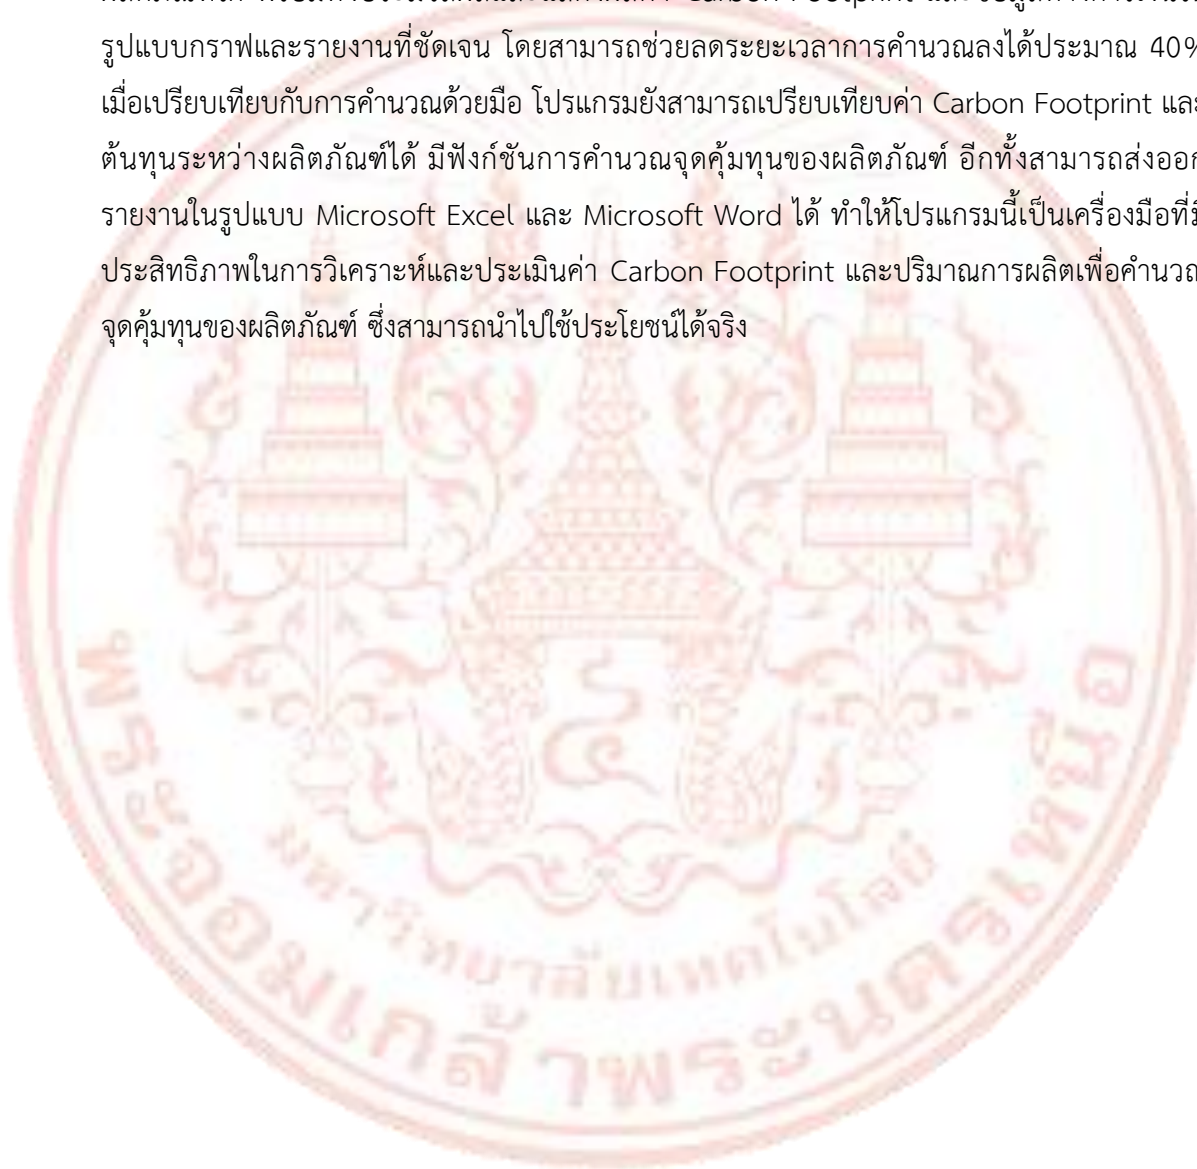 รูปแบบกราฟและรายงานที่ชัดเจน โดยสามารถช่วยลดระยะเวลาการคำนวณลงได้ประมาณ 40%
เมื่อเปรียบเทียบกับการคำนวณด้วยมือ โปรแกรมยังสามารถเปรียบเทียบค่า Carbon Footprint และ
ต้นทุนระหว่างผลิตภัณฑ์ได้ มีฟังก์ชันการคำนวณจุดคุ้มทุนของผลิตภัณฑ์ อีกทั้งสามารถส่งออก
รายงานในรูปแบบ Microsoft Excel และ Microsoft Word ได้ ทำให้โปรแกรมนี้เป็นเครื่องมือที่มี
ประสิทธิภาพในการวิเคราะห์และประเมินค่า Carbon Footprint และปริมาณการผลิตเพื่อคำนวณ
จุดคุ้มทุนของผลิตภัณฑ์ ซึ่งสามารถนำไปใช้ประโยชน์ได้จริง
มหาวิทยาลัยเทคโนโลยี
พระจอมเกล้าพระนครเหนือ